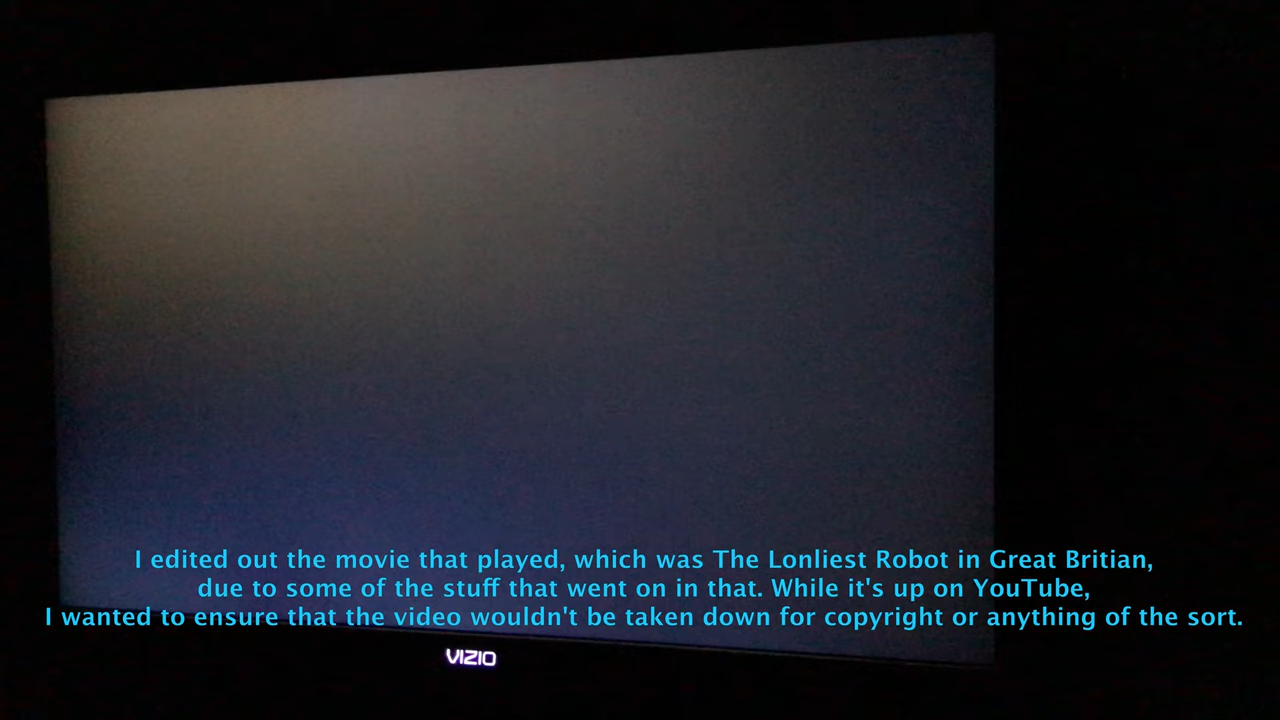 I edited out the movie that played, which was The Lonliest Robot in Great Britian,
due to some of the stuff that went on in that. While it's up on YouTube,
I wanted to ensure that the video wouldn't be taken down for copyright or anything of the sort.
VIZIO